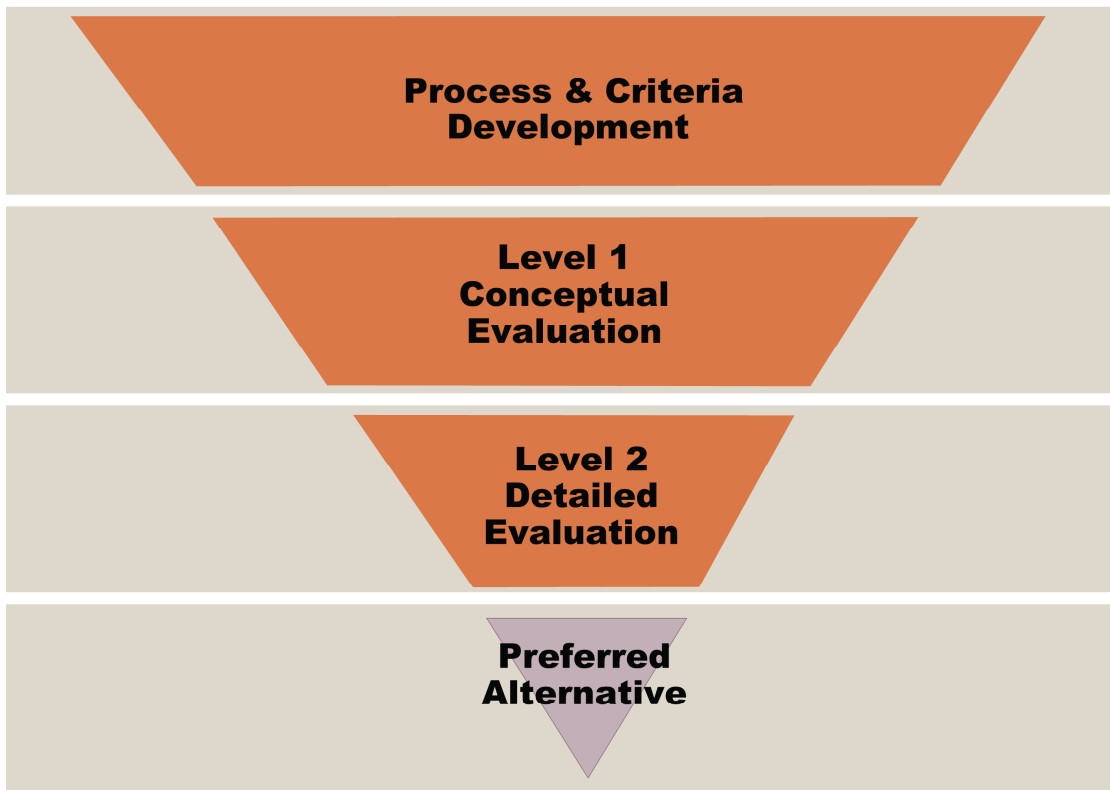 Process & Criteria
Development
Level 1
Conceptual
Evaluation
Level 2
Detailed
Evaluation
Preferred
Alternative